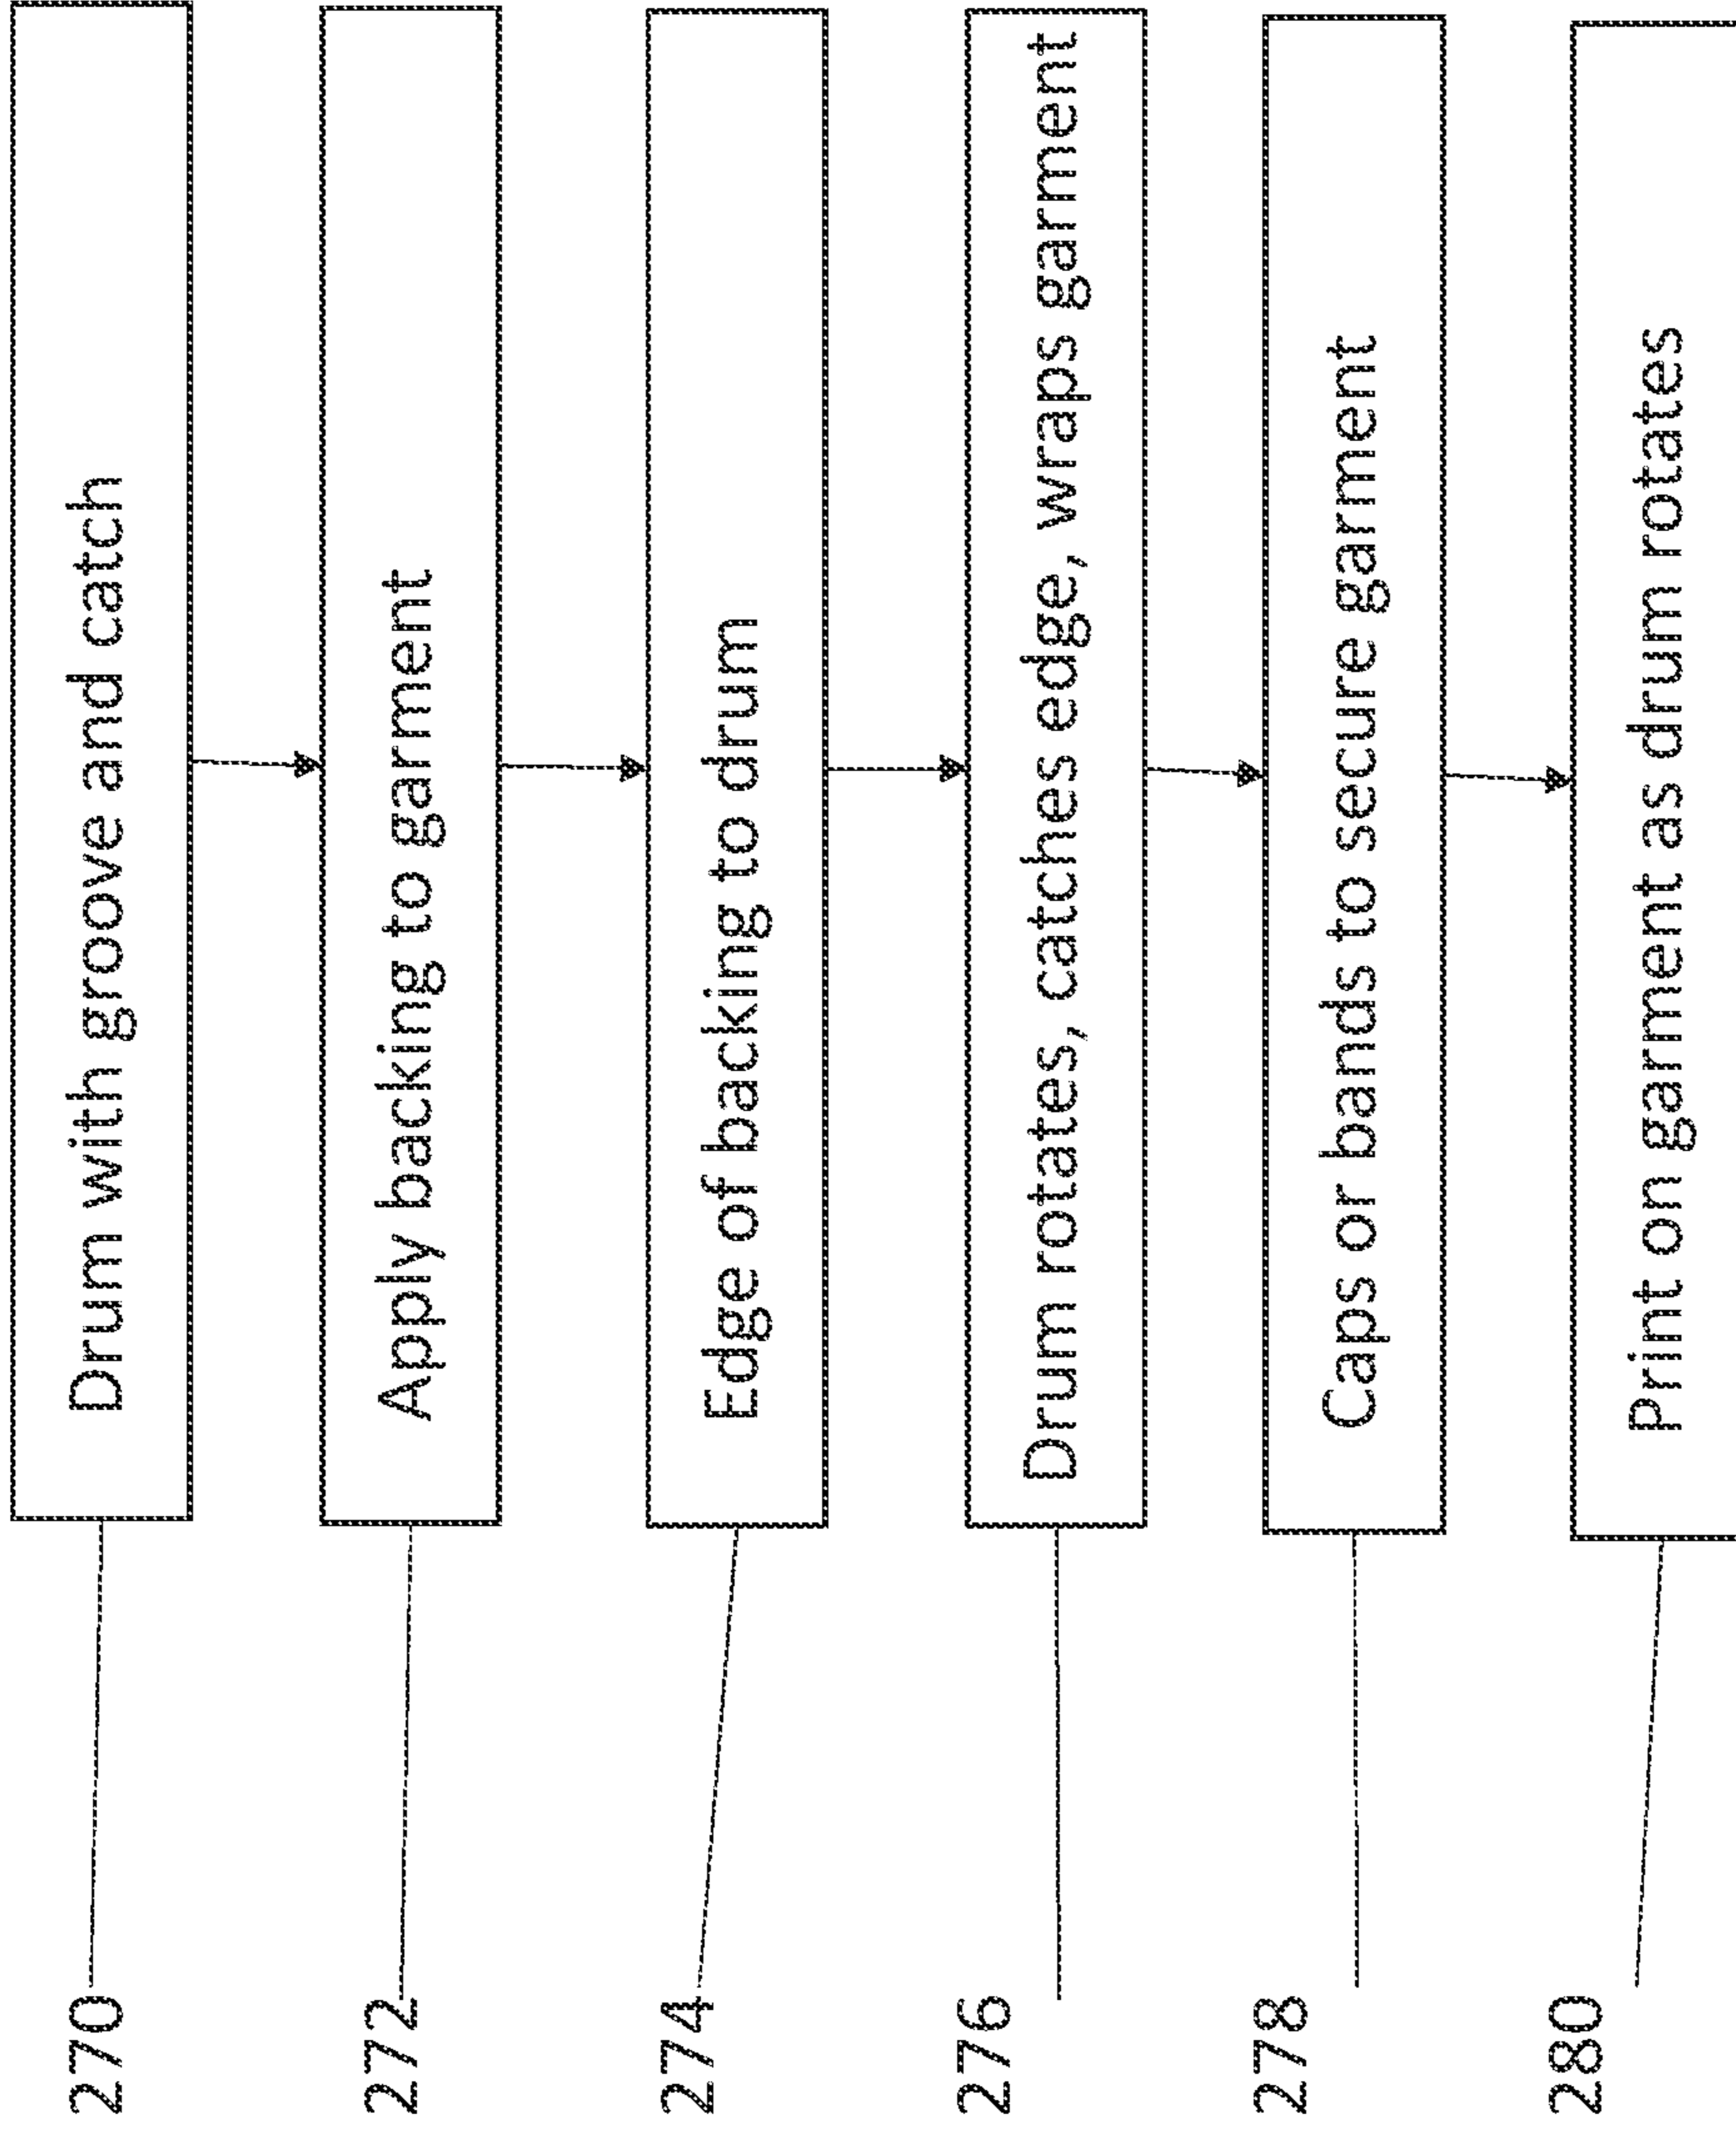 270 Drum with groove and catch
272 Apply backing to garment
274 Edge of backing to drum
276 Drum rotates, catches edge, wraps garment
278 Caps or bands to secure garment
280 Print on garment as drum rotates